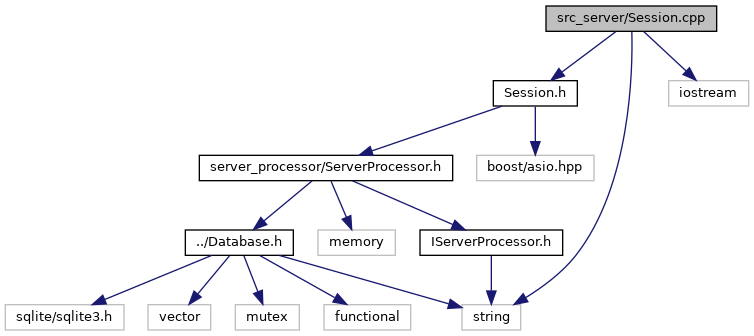 src_server/Session.cpp
Session.h
iostream
server_processor/ServerProcessor.h
boost/asio.hpp
../Database.h
memory
IServerProcessor.h
sqlite/sqlite3.h
vector
mutex
functional
string